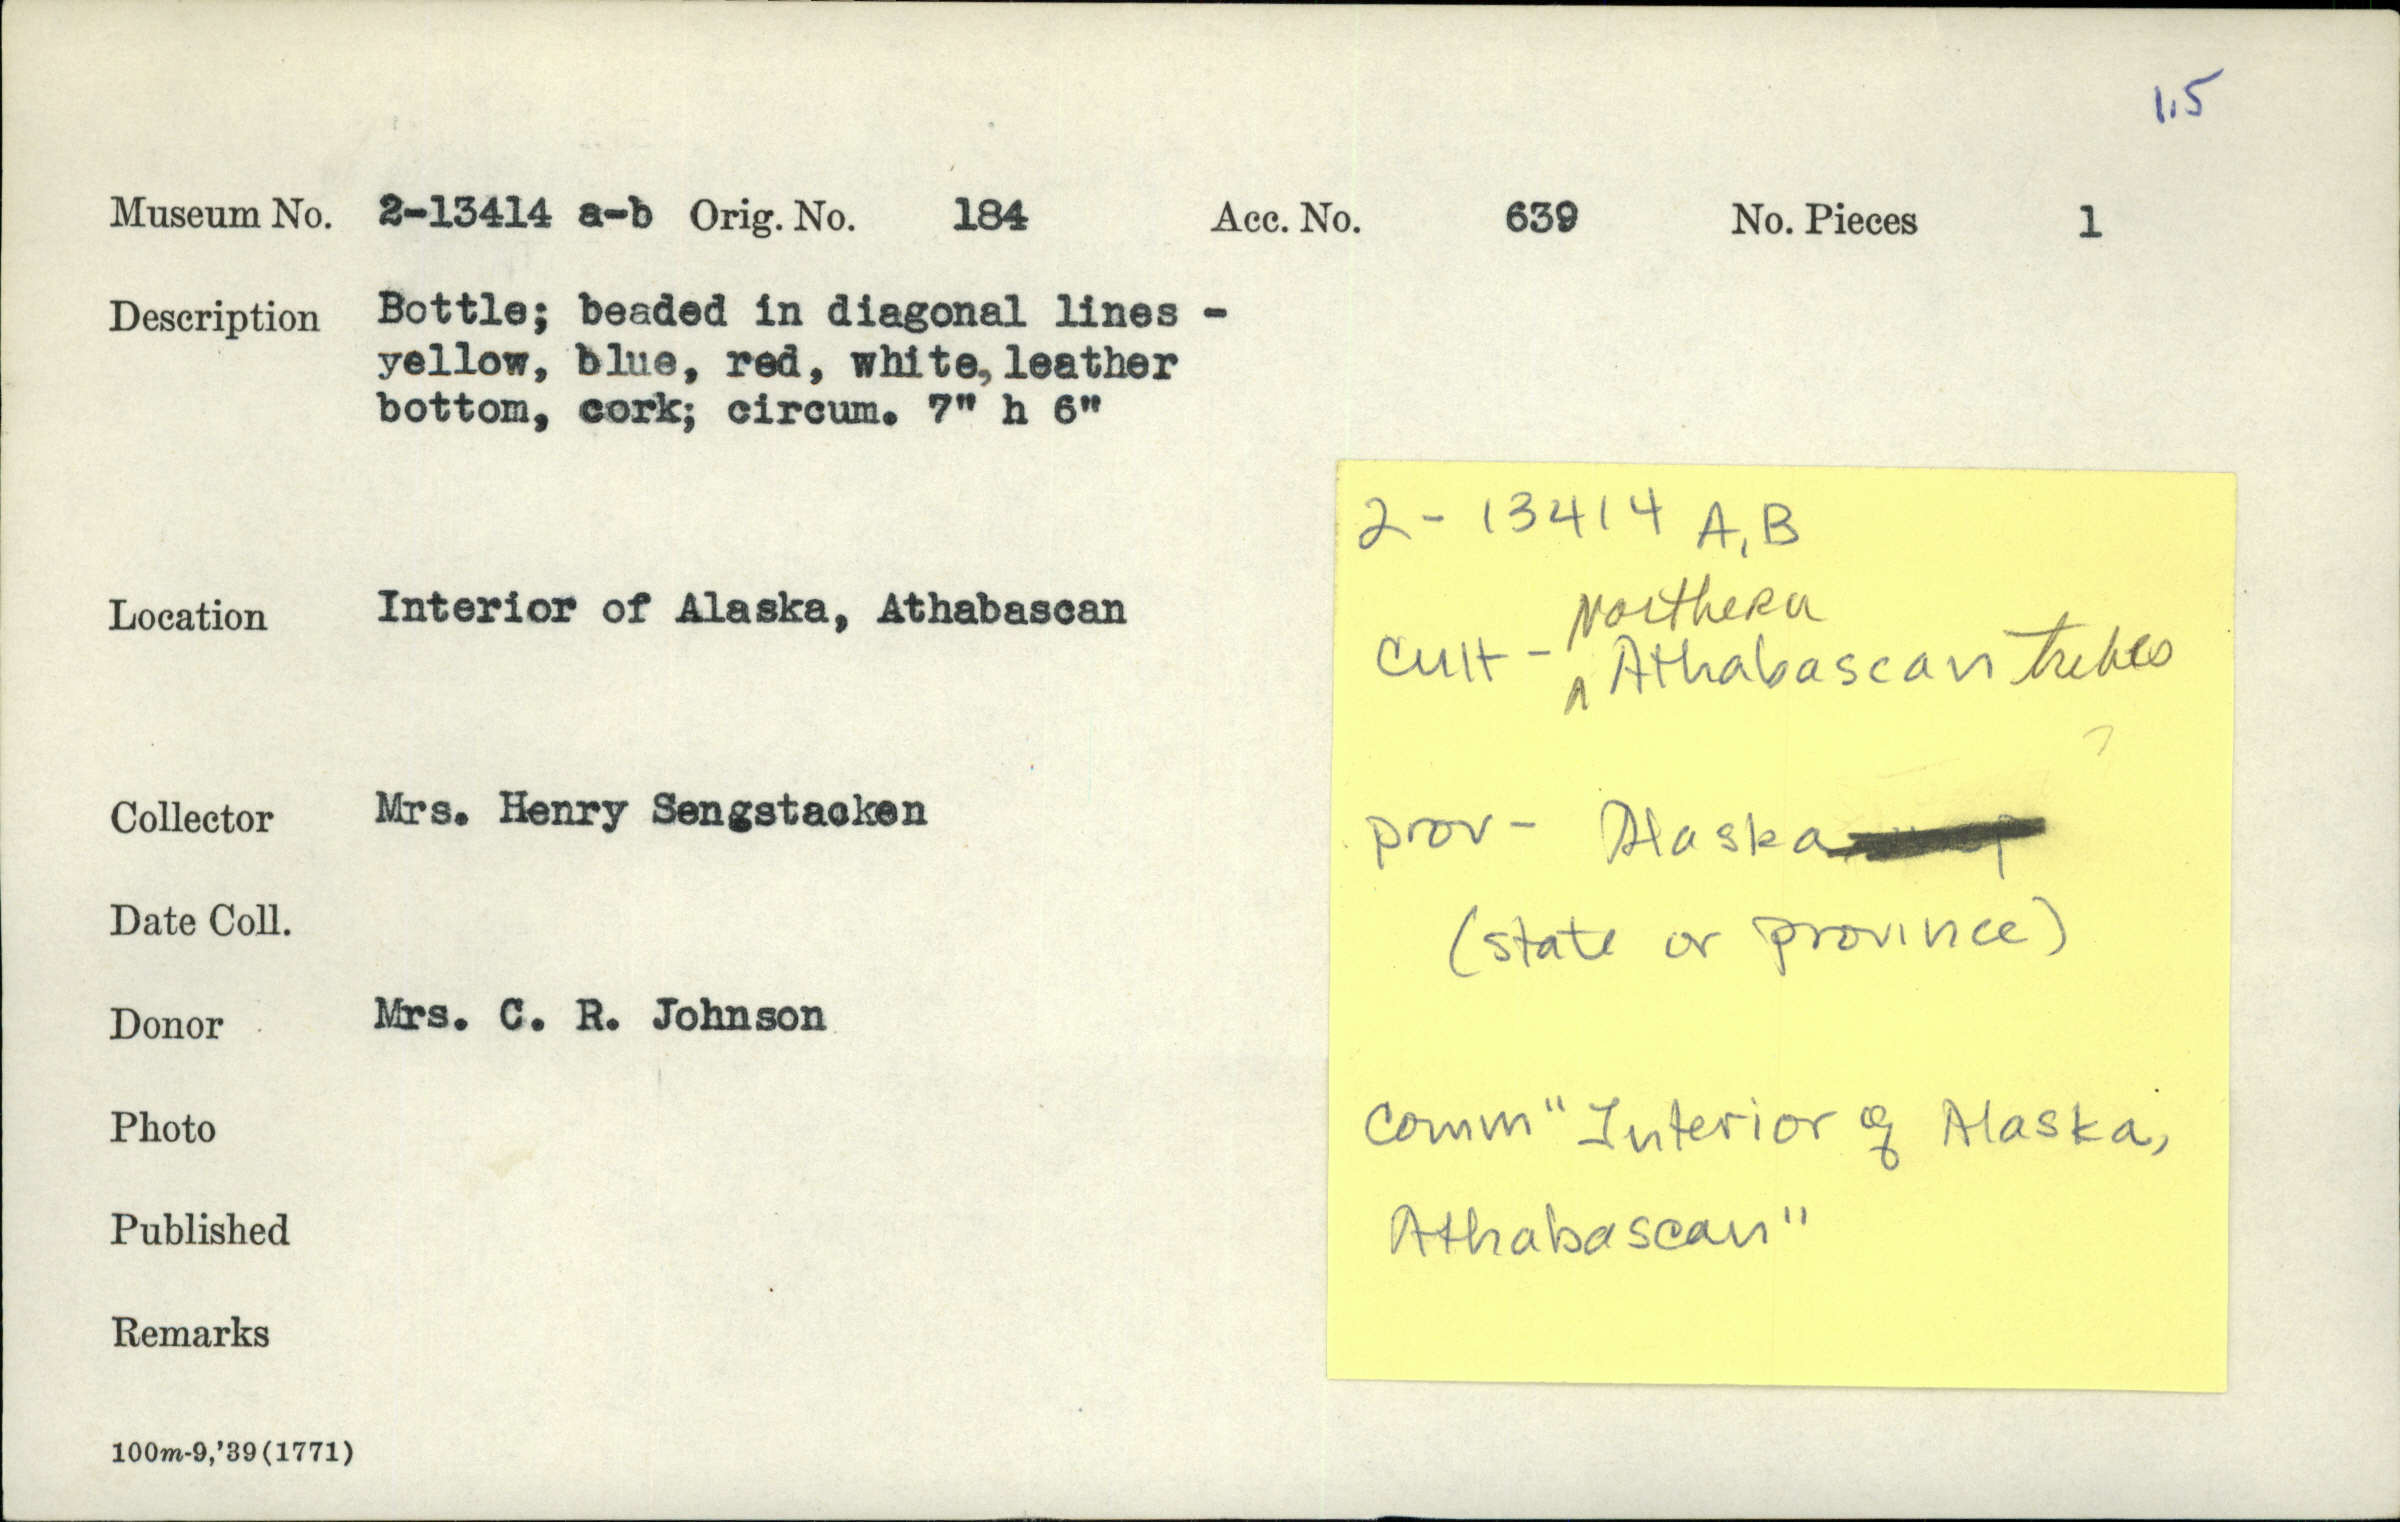 1.5
Museum No. 2-13414 a-b Orig. No. 184 Acc. No. 639 No. Pieces 1
Description Bottle; beaded in diagonal lines -
yellow, blue, red, white, leather
bottom, cork; circum. 7" h 6"
Location Interior of Alaska, Athabascan
Collector Mrs. Henry Sengstacken
Date Coll.
Donor Mrs. C. R. Johnson
Photo
Published
Remarks
100m-9,'39(1771)
2-13414 A,B
Northern
Cult - ^ Athabascan tribes
?
prov - Alaska
(state or province)
Comm "Interior of Alaska,
Athabascan"